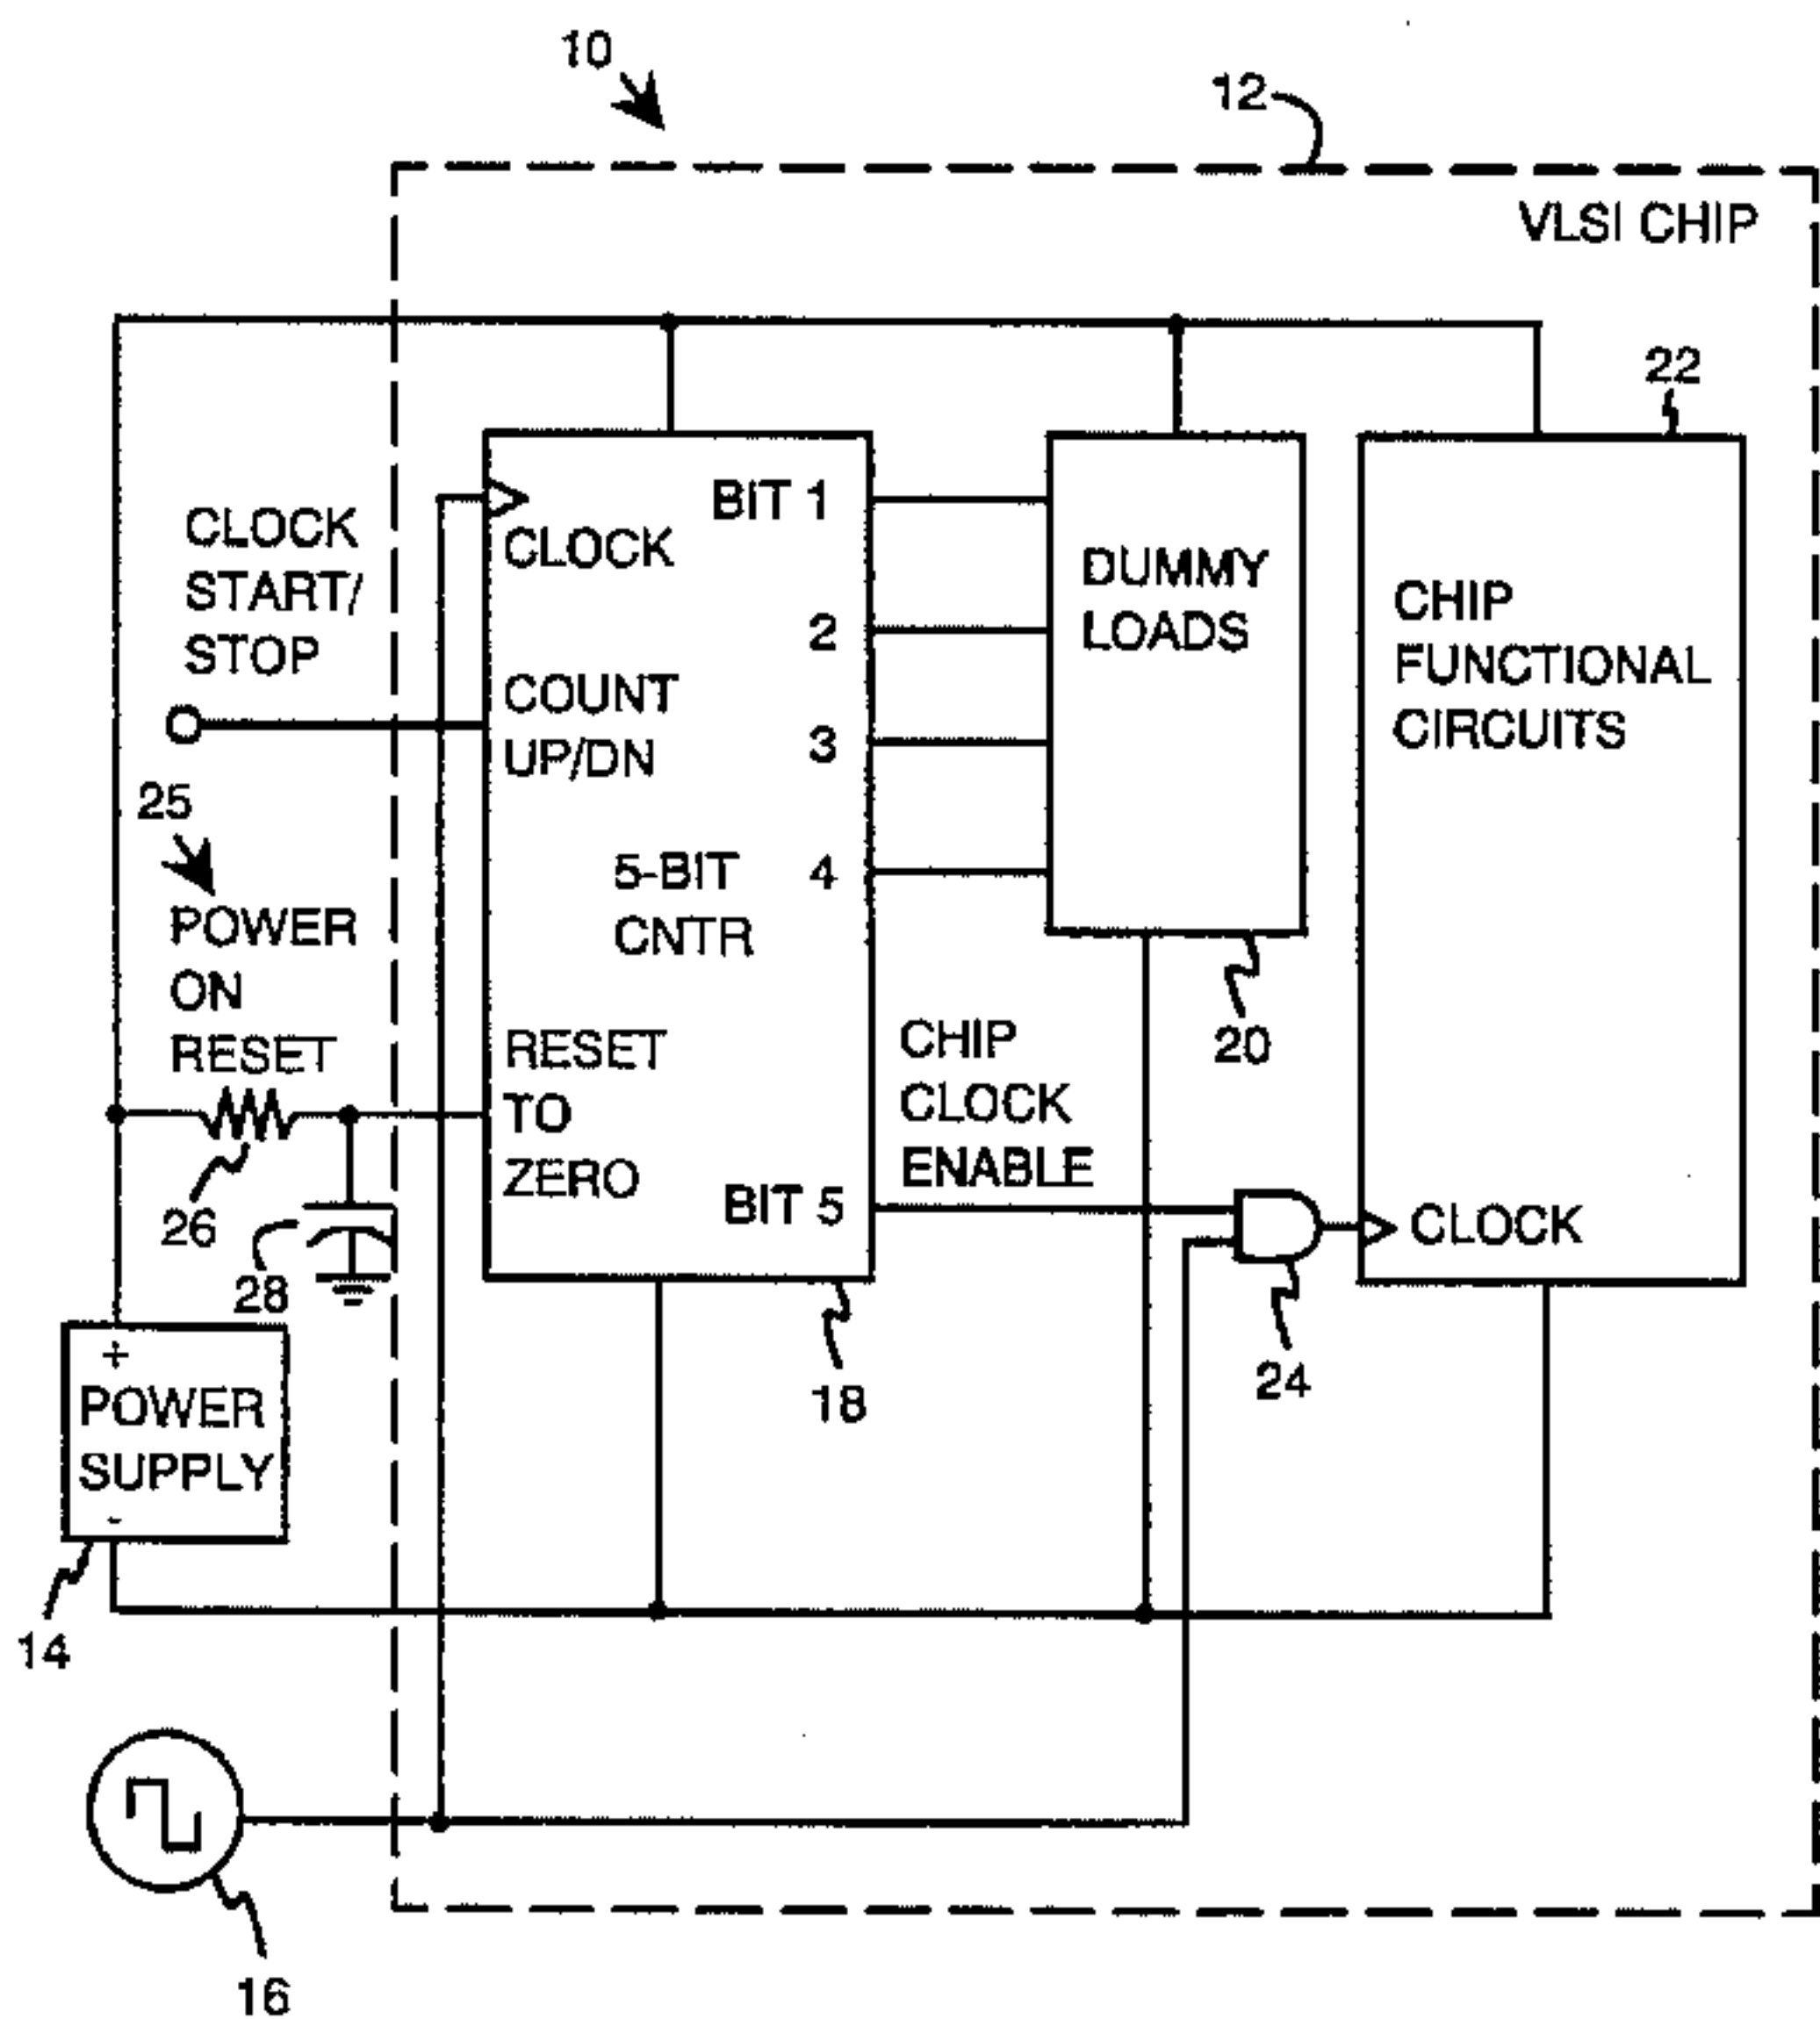 10
12
VLSI CHIP
22
CLOCK
START/
STOP
25
POWER
ON
RESET
26
28
CLOCK
COUNT
UP/DN
5-BIT
CNTR
RESET
TO
ZERO
BIT 1
2
3
4
BIT 5
18
DUMMY
LOADS
20
CHIP
CLOCK
ENABLE
24
CHIP
FUNCTIONAL
CIRCUITS
CLOCK
+
POWER
SUPPLY
-
14
16